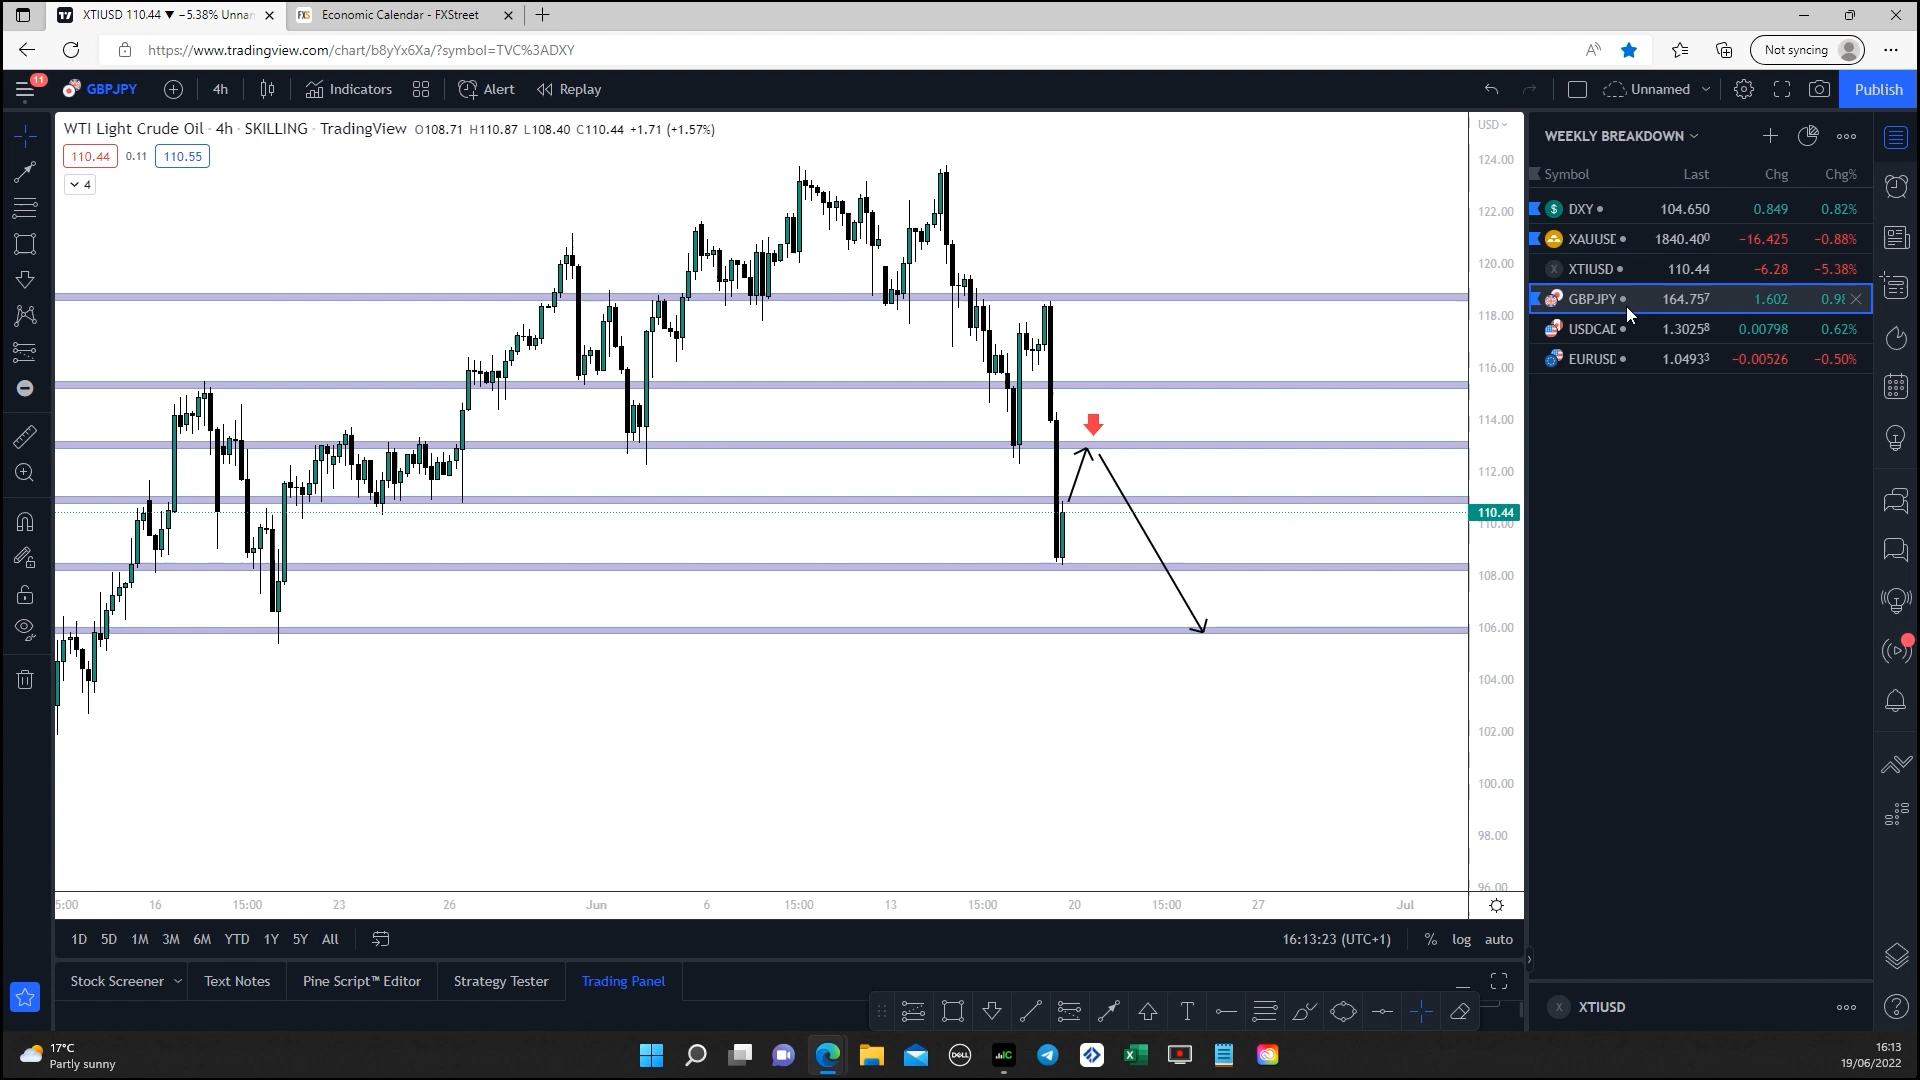 XTIUSD 110.44 ▼ −5.38% Unnan
Economic Calendar - FXStreet
https://www.tradingview.com/chart/b8yYx6Xa/?symbol=TVC%3ADXY
Not syncing
11
GBPJPY
4h
Indicators
Alert
Replay
Unnamed
Publish
WTI Light Crude Oil · 4h · SKILLING · TradingView O108.71 H110.87 L108.40 C110.44 +1.71 (+1.57%)
110.44 0.11 110.55
4
USD
124.00
122.00
120.00
118.00
116.00
114.00
112.00
110.44
110.00
108.00
106.00
104.00
102.00
100.00
98.00
96.00
5:00 16 15:00 23 26 Jun 6 15:00 13 15:00 20 15:00 27 Jul
WEEKLY BREAKDOWN
Symbol Last Chg Chg%
DXY 104.650 0.849 0.82%
XAUUSD 1840.400 −16.425 −0.88%
XTIUSD 110.44 −6.28 −5.38%
GBPJPY 164.757 1.602 0.98
USDCAD 1.30258 0.00798 0.62%
EURUSD 1.04933 −0.00526 −0.50%
1D 5D 1M 3M 6M YTD 1Y 5Y All
16:13:23 (UTC+1) % log auto
Stock Screener Text Notes Pine Script™ Editor Strategy Tester Trading Panel
XTIUSD
17°C
Partly sunny
DELL
IC
16:13
19/06/2022